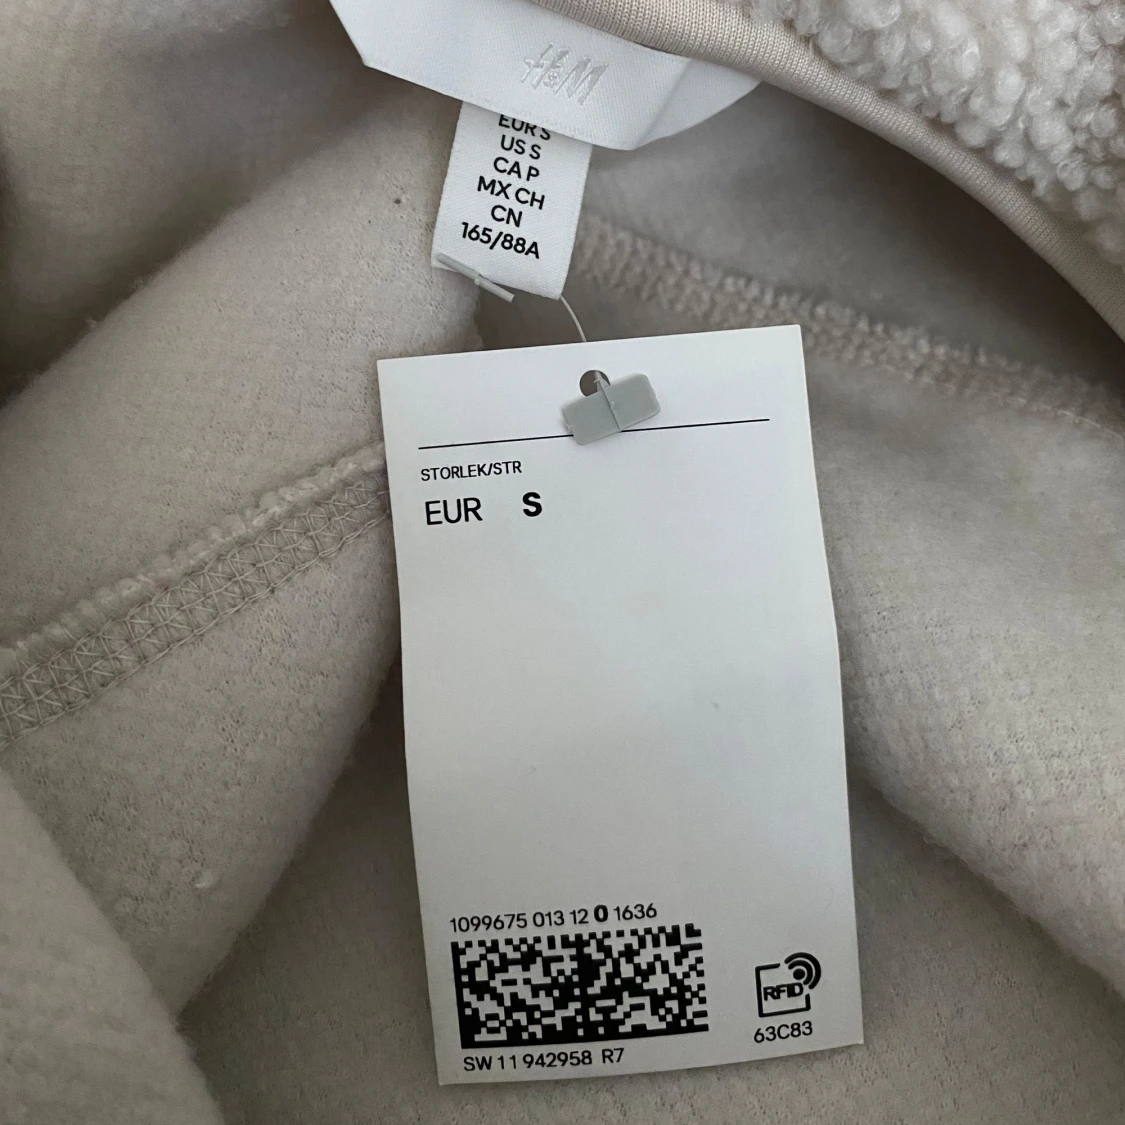 H&M
EUR S
US S
CA P
MX CH
CN
165/88A
STORLEK/STR
EUR S
1099675 013 12 0 1636
RFID
63C83
SW 11 942958 R7